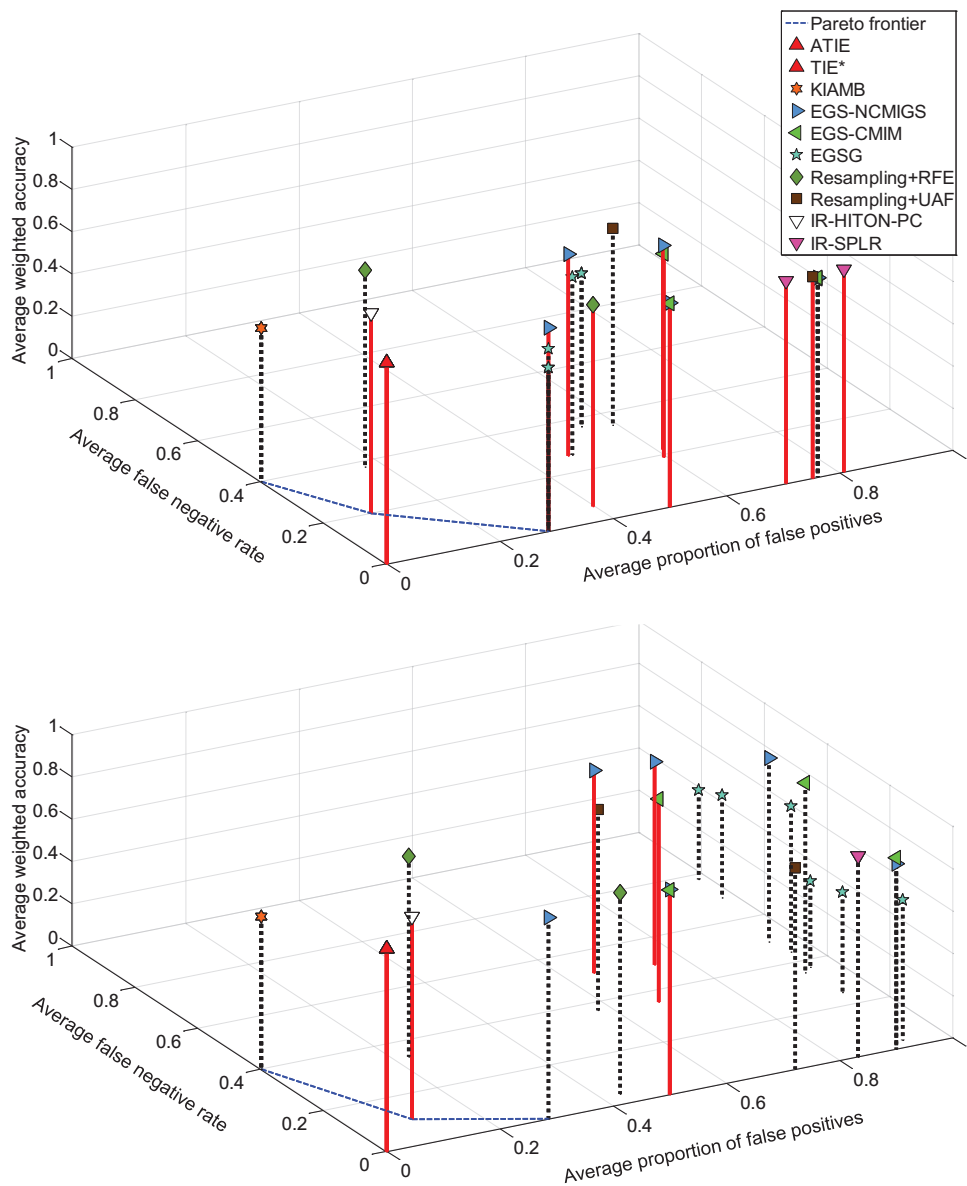 Pareto frontier
ATIE
TIE*
KIAMB
EGS-NCMIGS
EGS-CMIM
EGSG
Resampling+RFE
Resampling+UAF
IR-HITON-PC
IR-SPLR
Average weighted accuracy
1
0.8
0.6
0.4
0.2
0
1
0.8
0.6
0.4
0.2
0
Average false negative rate
0
0.2
0.4
0.6
0.8
Average proportion of false positives
Average weighted accuracy
1
0.8
0.6
0.4
0.2
0
1
0.8
0.6
0.4
0.2
0
Average false negative rate
0
0.2
0.4
0.6
0.8
Average proportion of false positives